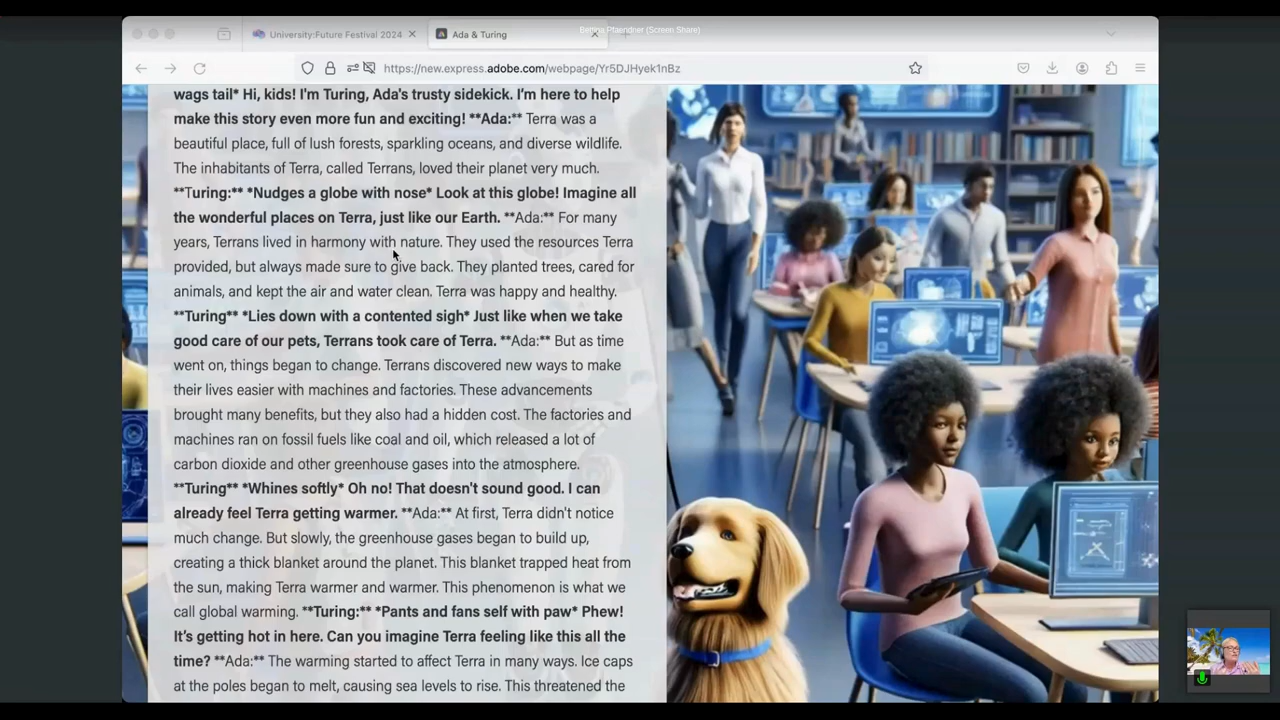 Bettina Pfaendner (Screen Share)
University:Future Festival 2024
Ada & Turing
https://new.express.adobe.com/webpage/Yr5DJHyek1nBz
wags tail* Hi, kids! I'm Turing, Ada's trusty sidekick. I'm here to help
make this story even more fun and exciting! **Ada:** Terra was a
beautiful place, full of lush forests, sparkling oceans, and diverse wildlife.
The inhabitants of Terra, called Terrans, loved their planet very much.
**Turing:** *Nudges a globe with nose* Look at this globe! Imagine all
the wonderful places on Terra, just like our Earth. **Ada:** For many
years, Terrans lived in harmony with nature. They used the resources Terra
provided, but always made sure to give back. They planted trees, cared for
animals, and kept the air and water clean. Terra was happy and healthy.
**Turing** *Lies down with a contented sigh* Just like when we take
good care of our pets, Terrans took care of Terra. **Ada:** But as time
went on, things began to change. Terrans discovered new ways to make
their lives easier with machines and factories. These advancements
brought many benefits, but they also had a hidden cost. The factories and
machines ran on fossil fuels like coal and oil, which released a lot of
carbon dioxide and other greenhouse gases into the atmosphere.
**Turing** *Whines softly* Oh no! That doesn't sound good. I can
already feel Terra getting warmer. **Ada:** At first, Terra didn't notice
much change. But slowly, the greenhouse gases began to build up,
creating a thick blanket around the planet. This blanket trapped heat from
the sun, making Terra warmer and warmer. This phenomenon is what we
call global warming. **Turing:** *Pants and fans self with paw* Phew!
It's getting hot in here. Can you imagine Terra feeling like this all the
time? **Ada:** The warming started to affect Terra in many ways. Ice caps
at the poles began to melt, causing sea levels to rise. This threatened the